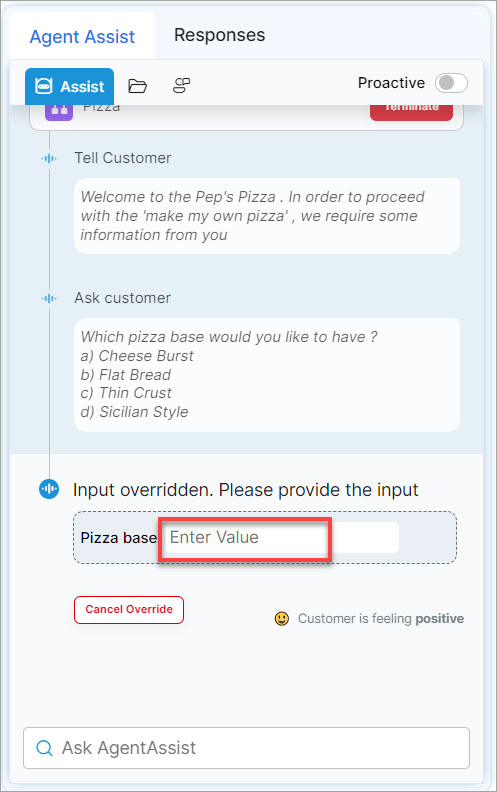 Agent Assist Responses
Assist Proactive
Pizza Terminate
Tell Customer
Welcome to the Pep's Pizza . In order to proceed
with the 'make my own pizza' , we require some
information from you
Ask customer
Which pizza base would you like to have ?
a) Cheese Burst
b) Flat Bread
c) Thin Crust
d) Sicilian Style
Input overridden. Please provide the input
Pizza base Enter Value
Cancel Override
Customer is feeling positive
Ask AgentAssist